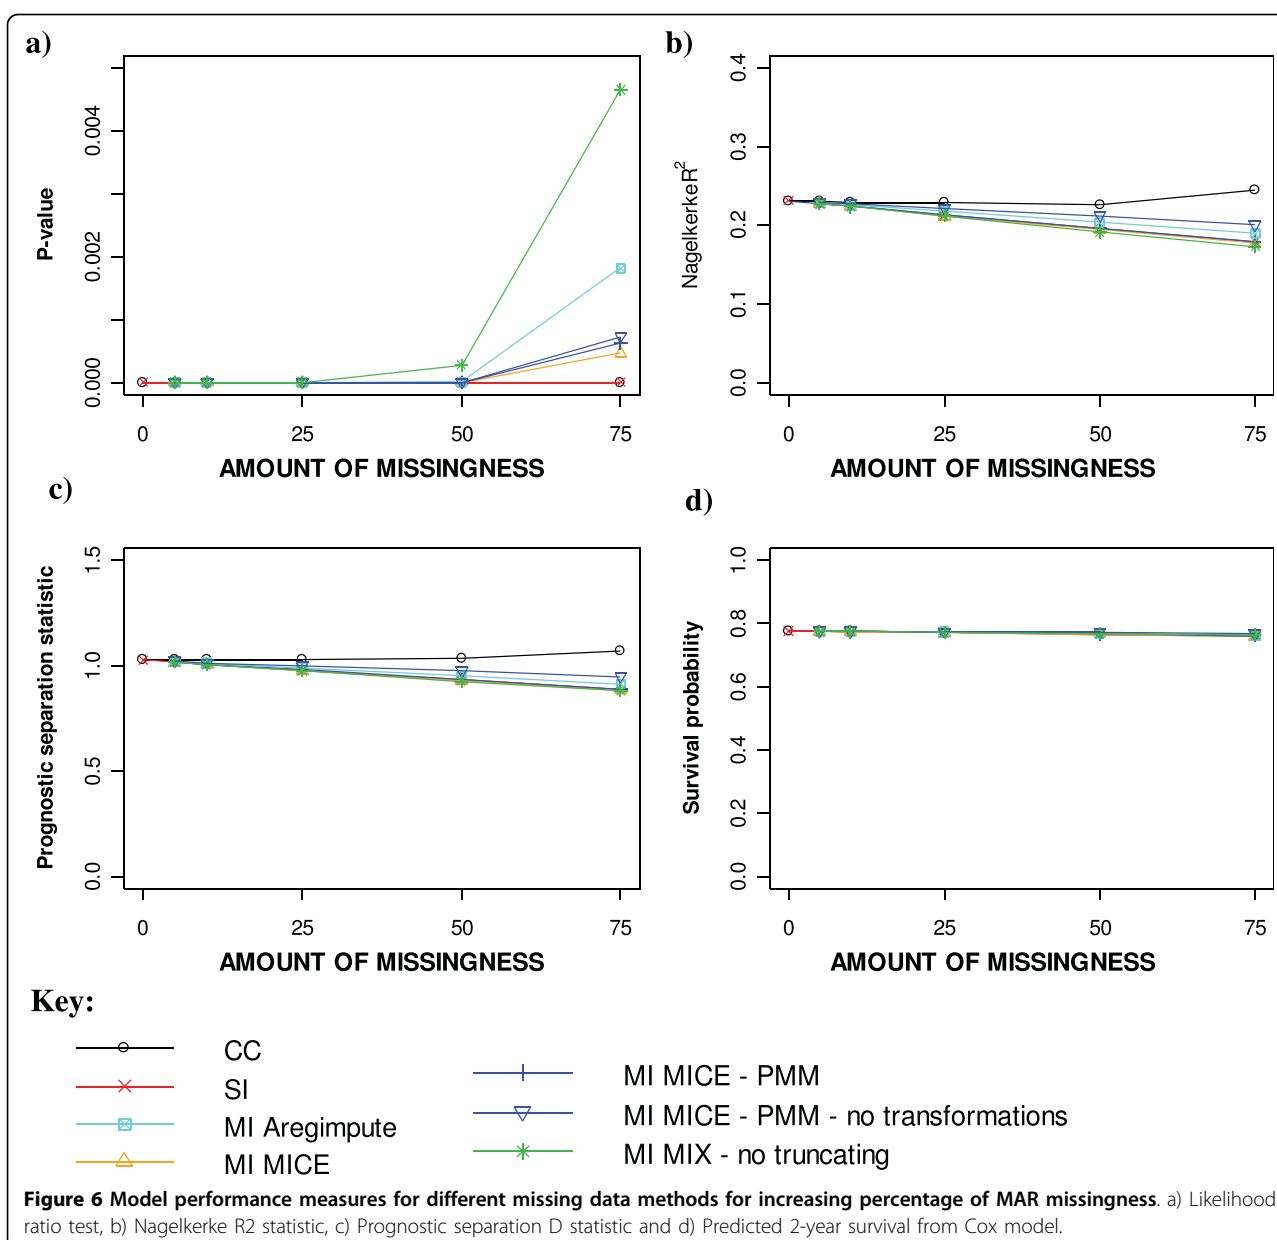 a)
0.004
0.002
0.000
P-value
0 25 50 75
AMOUNT OF MISSINGNESS
b)
0.4
0.3
0.2
0.1
0.0
NagelkerkeR²
0 25 50 75
AMOUNT OF MISSINGNESS
c)
1.5
1.0
0.5
0.0
Prognostic separation statistic
0 25 50 75
AMOUNT OF MISSINGNESS
d)
1.0
0.8
0.6
0.4
0.2
0.0
Survival probability
0 25 50 75
AMOUNT OF MISSINGNESS
Key:
CC
SI
MI Aregimpute
MI MICE
MI MICE - PMM
MI MICE - PMM - no transformations
MI MIX - no truncating
Figure 6 Model performance measures for different missing data methods for increasing percentage of MAR missingness. a) Likelihood
ratio test, b) Nagelkerke R2 statistic, c) Prognostic separation D statistic and d) Predicted 2-year survival from Cox model.